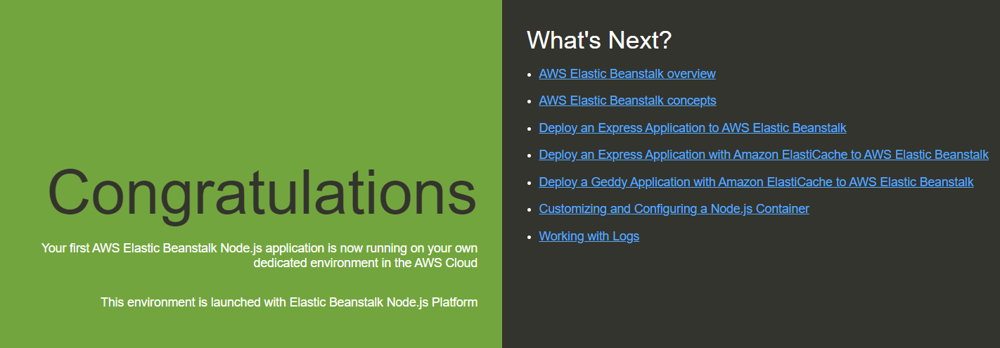 Congratulations
Your first AWS Elastic Beanstalk Node.js application is now running on your own
dedicated environment in the AWS Cloud
This environment is launched with Elastic Beanstalk Node.js Platform
What's Next?
AWS Elastic Beanstalk overview
AWS Elastic Beanstalk concepts
Deploy an Express Application to AWS Elastic Beanstalk
Deploy an Express Application with Amazon ElastiCache to AWS Elastic Beanstalk
Deploy a Geddy Application with Amazon ElastiCache to AWS Elastic Beanstalk
Customizing and Configuring a Node.js Container
Working with Logs